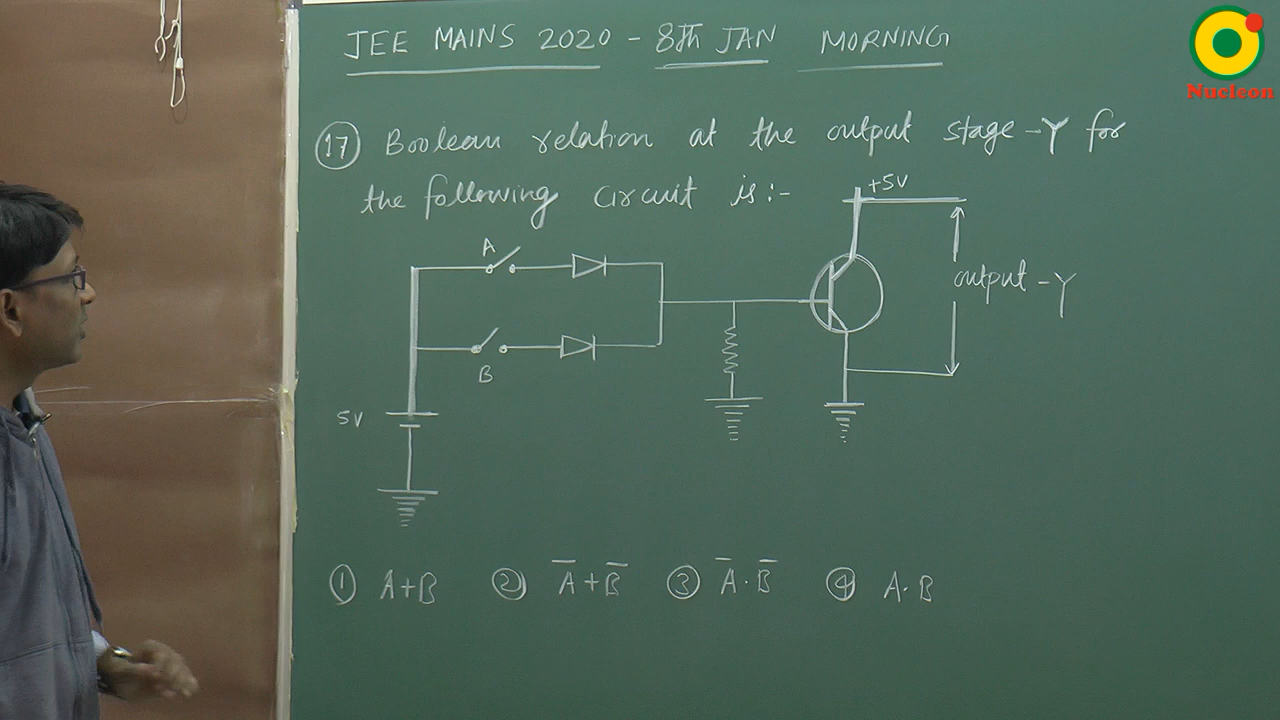 JEE MAINS 2020 - 8th JAN MORNING
Nucleon
17 Boolean relation at the output stage - Y for
the following circuit is :-
+5V
A
output - Y
B
5V
1 A+B 2 A̅+B̅ 3 A̅.B̅ 4 A.B